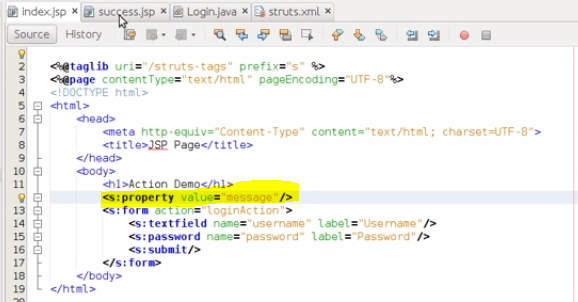 index.jsp success.jsp Login.java struts.xml
Source History
2 <%@taglib uri="/struts-tags" prefix="s" %>
3 <%@page contentType="text/html" pageEncoding="UTF-8"%>
4 <!DOCTYPE html>
5 <html>
6 <head>
7 <meta http-equiv="Content-Type" content="text/html; charset=UTF-8">
8 <title>JSP Page</title>
9 </head>
10 <body>
11 <h1>Action Demo</h1>
<s:property value="message"/>
13 <s:form action="loginAction">
14 <s:textfield name="username" label="Username"/>
15 <s:password name="password" label="Password"/>
16 <s:submit/>
17 </s:form>
18 </body>
19 </html>